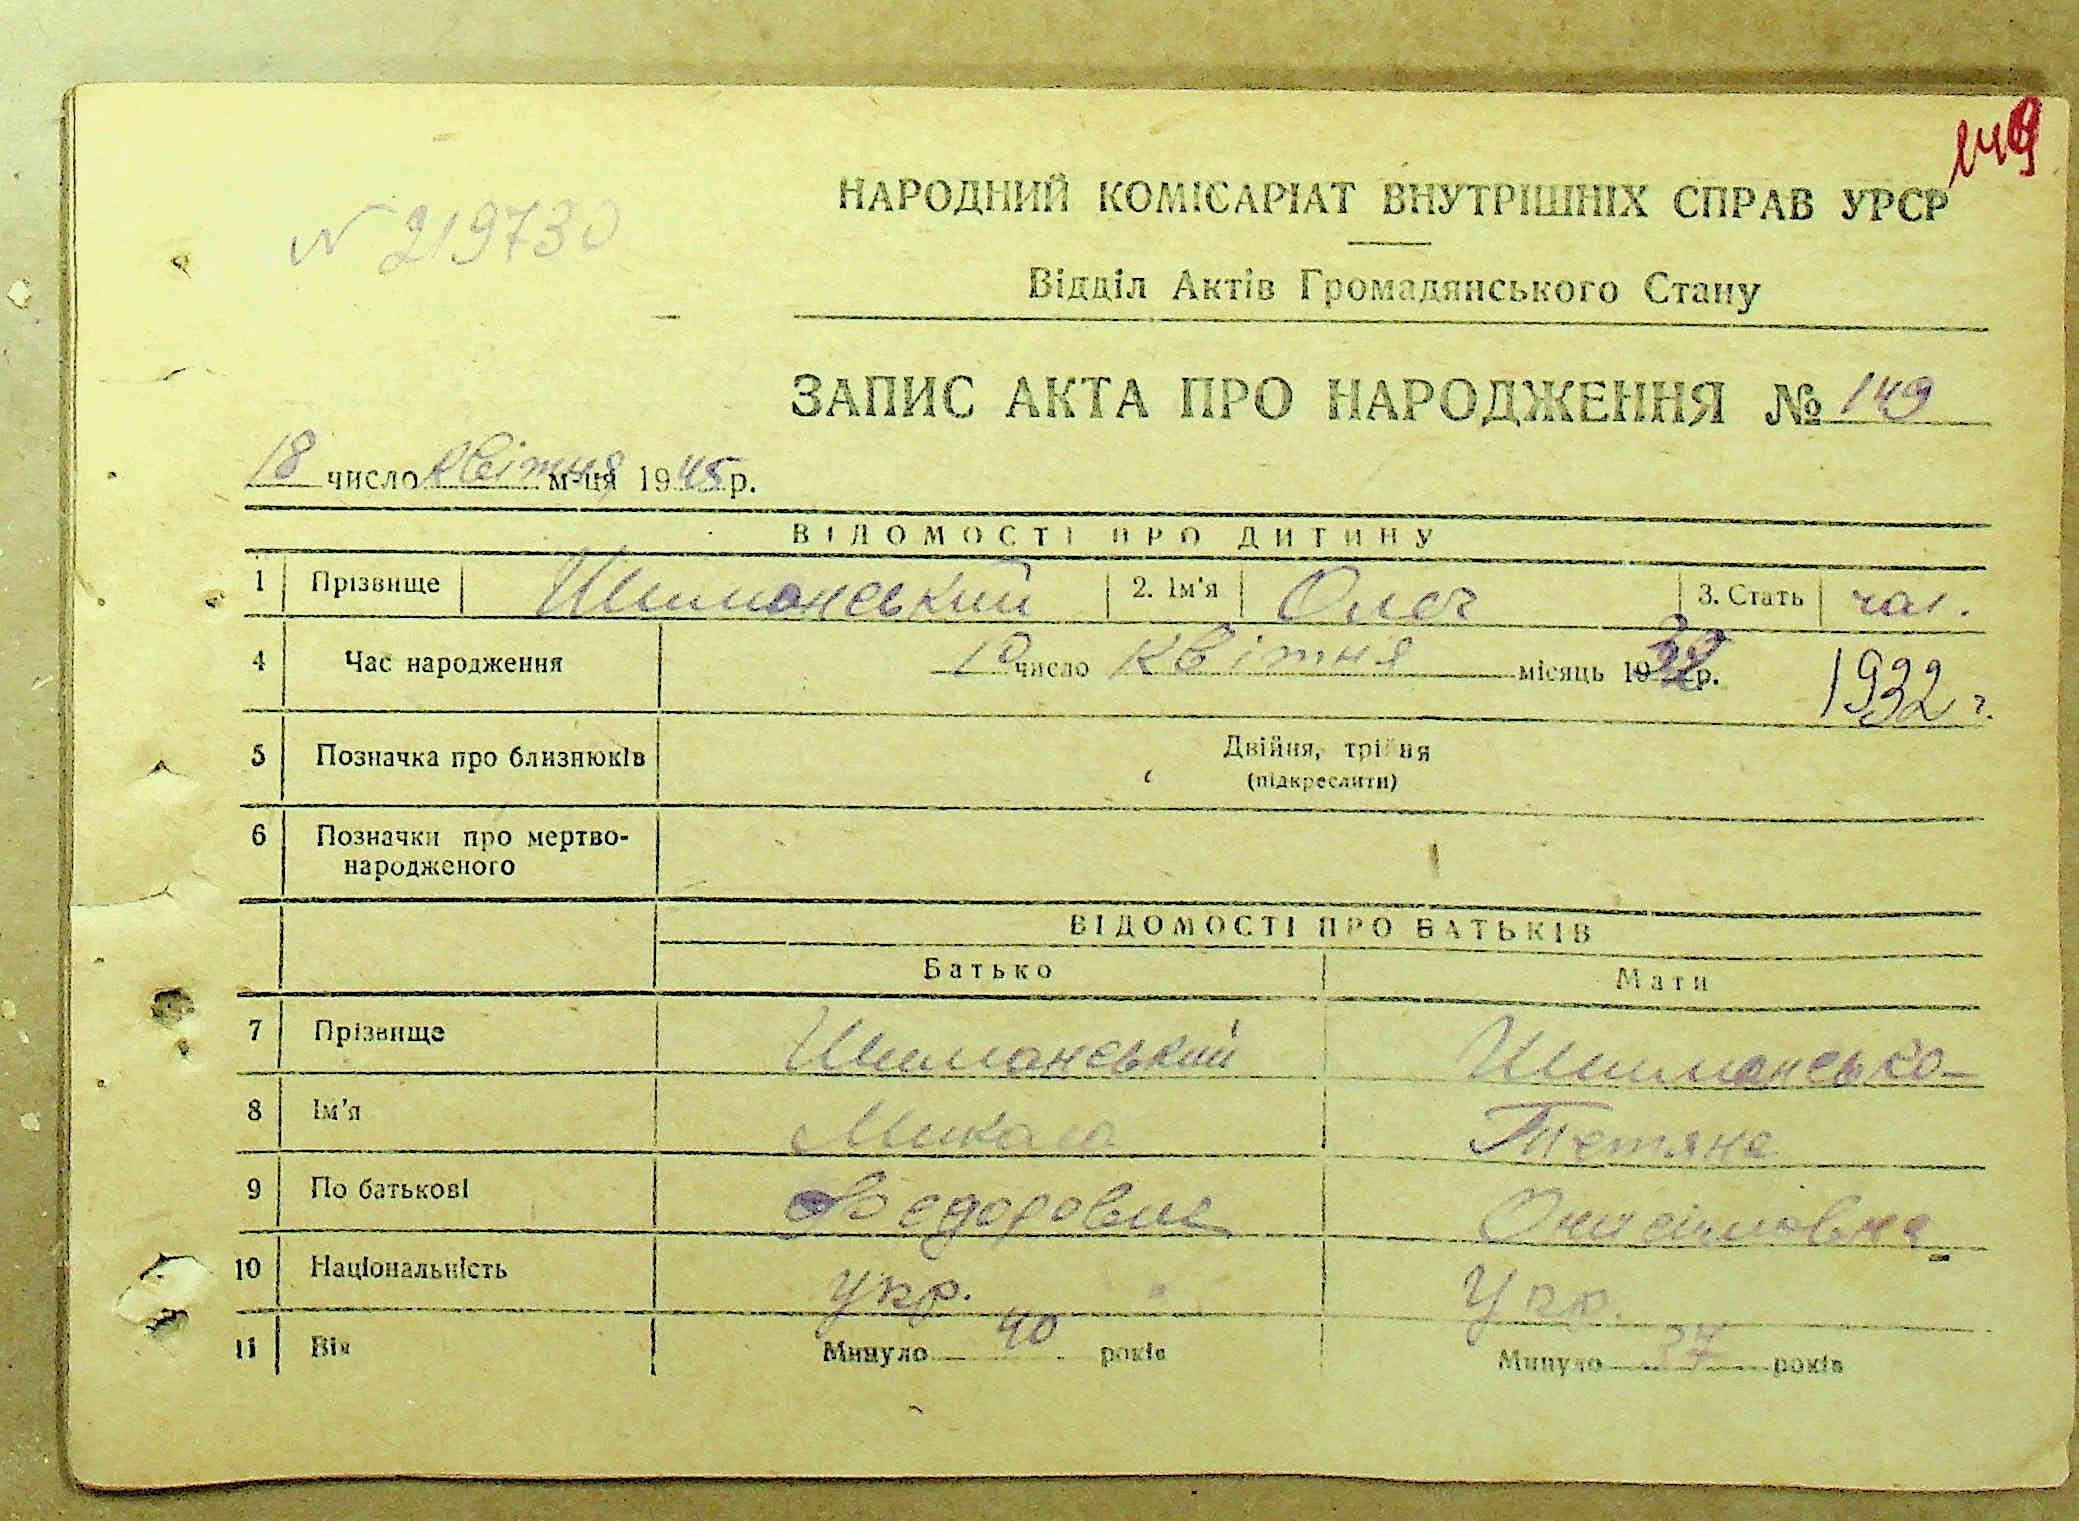 149
№ 219730
НАРОДНИЙ КОМІСАРІАТ ВНУТРІШНІХ СПРАВ УРСР
Відділ Актів Громадянського Стану
ЗАПИС АКТА ПРО НАРОДЖЕННЯ № 149
18 число квітня м-ця 1945 р.
ВІДОМОСТІ ПРО ДИТИНУ
1 Прізвище Шиманський 2. Ім'я Олег 3. Стать чол.
4 Час народження 10 число квітня місяць 1932 р. 1932 г.
5 Позначка про близнюків Двійня, трійня
(підкреслити)
6 Позначки про мертво-
народженого
ВІДОМОСТІ ПРО БАТЬКІВ
Батько Мати
7 Прізвище Шиманський Шиманська
8 Ім'я Микола Тетяна
9 По батькові Онисімовна
10 Національність Укр. Укр.
11 Вік Минуло 40 років Минуло 37 років